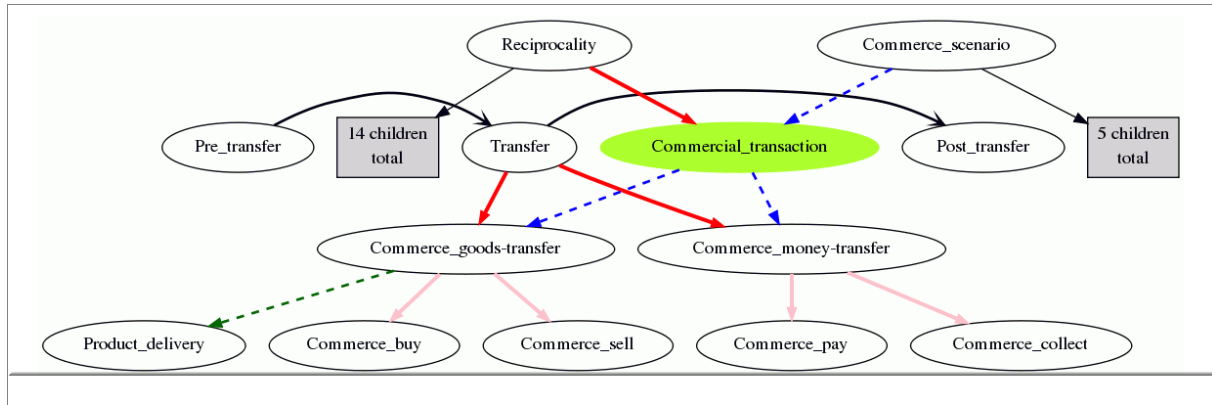 Reciprocality
Commerce_scenario
Pre_transfer
14 children
total
Transfer
Commercial_transaction
Post_transfer
5 children
total
Commerce_goods-transfer
Commerce_money-transfer
Product_delivery
Commerce_buy
Commerce_sell
Commerce_pay
Commerce_collect